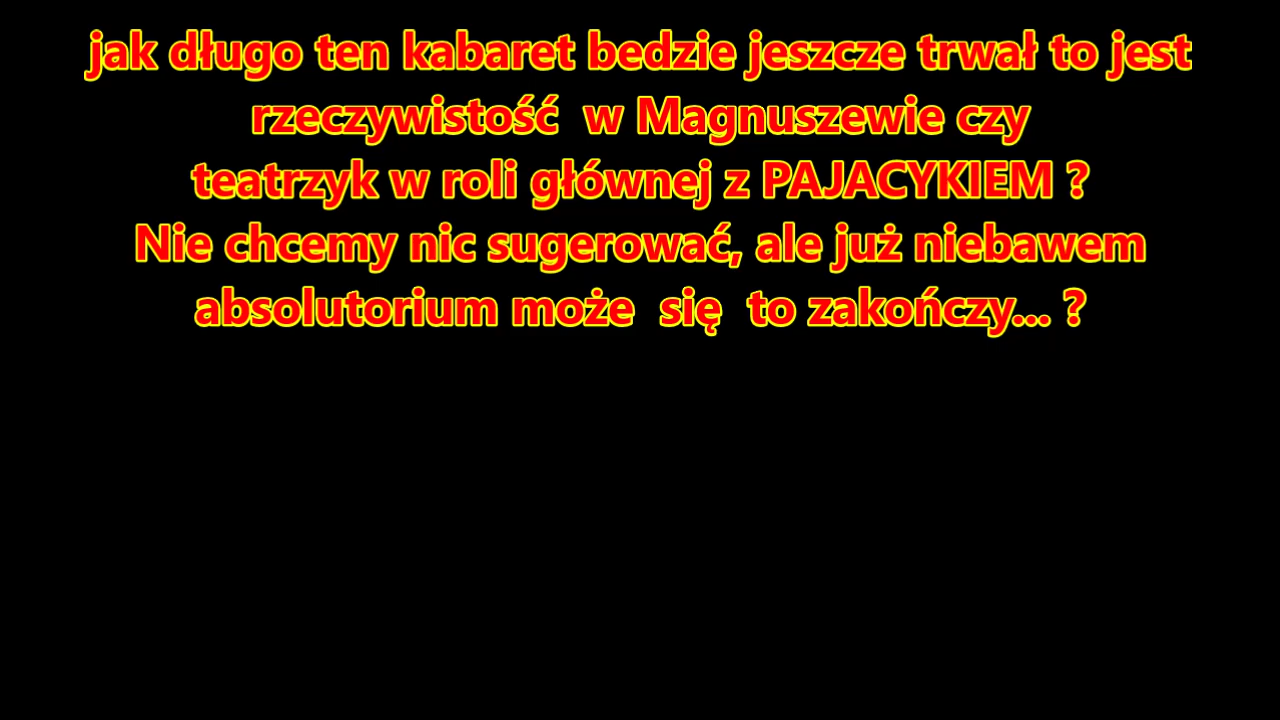 jak długo ten kabaret bedzie jeszcze trwał to jest
rzeczywistość w Magnuszewie czy
teatrzyk w roli głównej z PAJACYKIEM ?
Nie chcemy nic sugerować, ale już niebawem
absolutorium może się to zakończy... ?